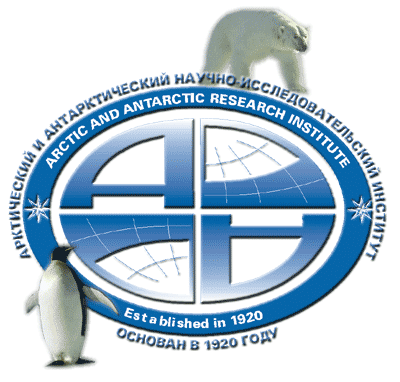 АРКТИЧЕСКИЙ И АНТАРКТИЧЕСКИЙ НАУЧНО-ИССЛЕДОВАТЕЛЬСКИЙ ИНСТИТУТ
ARCTIC AND ANTARCTIC RESEARCH INSTITUTE
Established in 1920
ОСНОВАН В 1920 ГОДУ